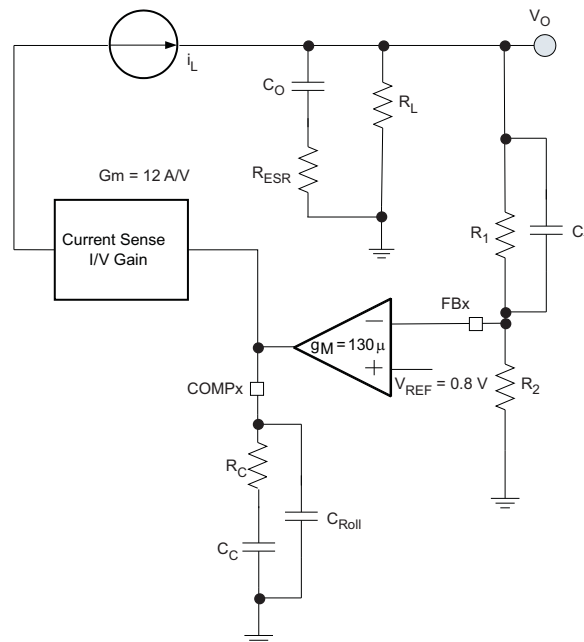 V_O
i_L
C_O
R_L
Gm = 12 A/V
R_ESR
Current Sense
I/V Gain
R_1
C
FBx
g_M = 130 µ
COMPx
V_REF = 0.8 V
R_2
R_C
C_Roll
C_C